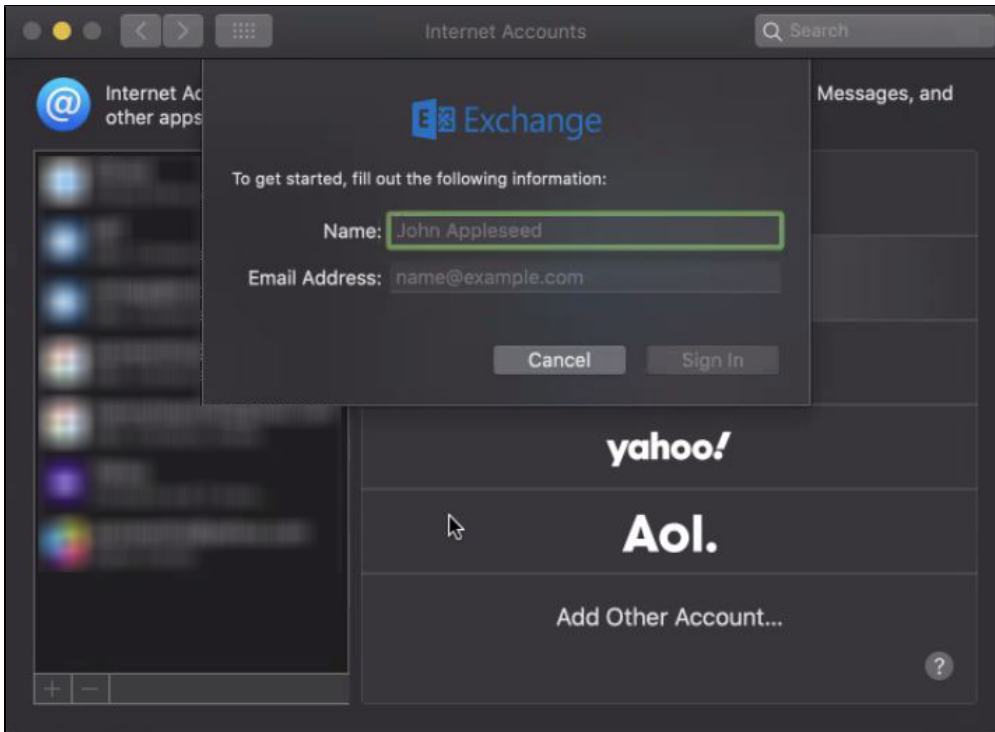 Internet Accounts
Search
Internet Ac
other apps
Messages, and
Exchange
To get started, fill out the following information:
Name: John Appleseed
Email Address: name@example.com
Cancel
Sign In
yahoo!
Aol.
Add Other Account...
?